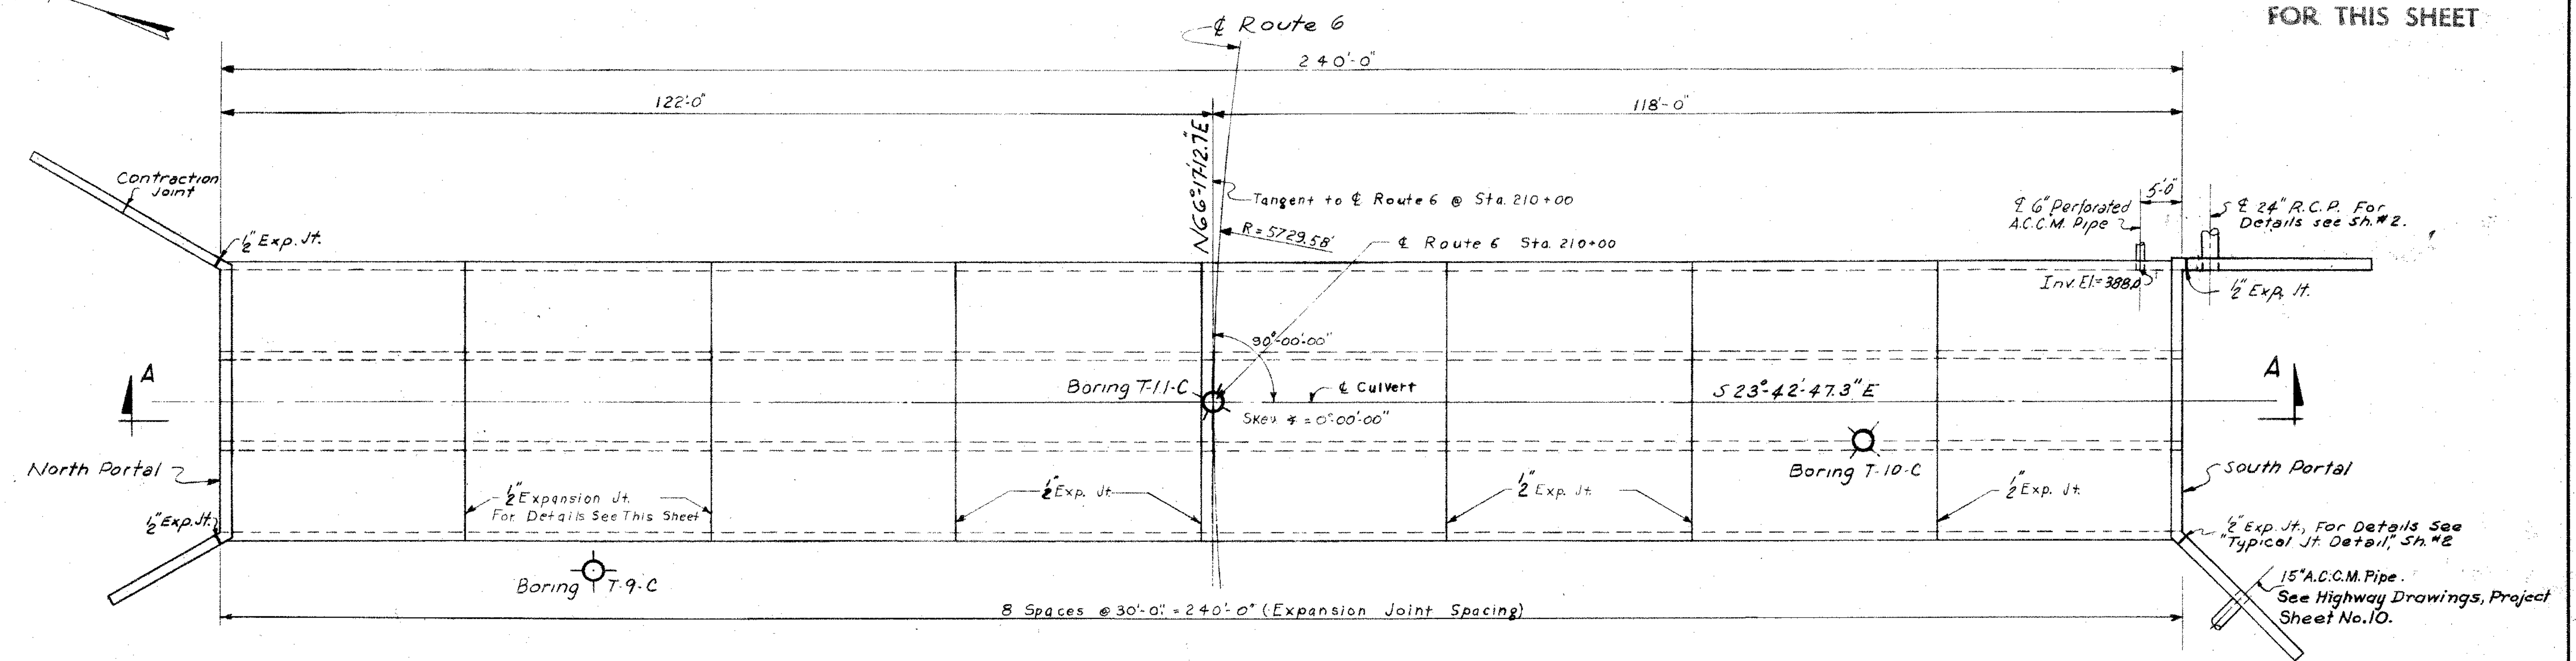 FOR THIS SHEET
℄ Route 6
240'-0"
122'-0"
118'-0"
N66°-17'-12.7"E
Contraction
Joint
Tangent to ℄ Route 6 @ Sta. 210+00
R = 5729.58'
℄ Route 6 Sta. 210+00
℄ 6" Perforated
A.C.C.M. Pipe
5'-0"
℄ 24" R.C.P. For
Details see Sh. #2.
½" Exp. Jt.
Inv. El.=388.0
½" Exp. Jt.
90°-00'-00"
A
Boring T-11-C
℄ Culvert
S 23°-42'-47.3" E
A
Skew ∡ = 0°-00'-00"
North Portal
Boring T-10-C
South Portal
½" Expansion Jt.
For Details See This Sheet
½" Exp. Jt.
½" Exp. Jt.
½" Exp. Jt.
½" Exp. Jt.
½" Exp. Jt., For Details See
"Typical Jt. Detail," Sh. #2
Boring T-9-C
15" A.C.C.M. Pipe.
See Highway Drawings, Project
Sheet No. 10.
8 Spaces @ 30'-0" = 240'-0" (Expansion Joint Spacing)